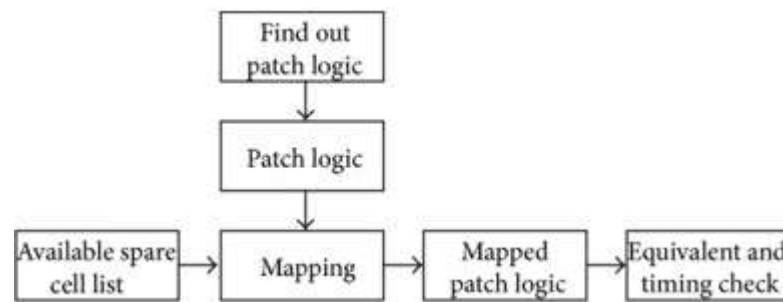 Find out
patch logic
Patch logic
Available spare
cell list
Mapping
Mapped
patch logic
Equivalent and
timing check